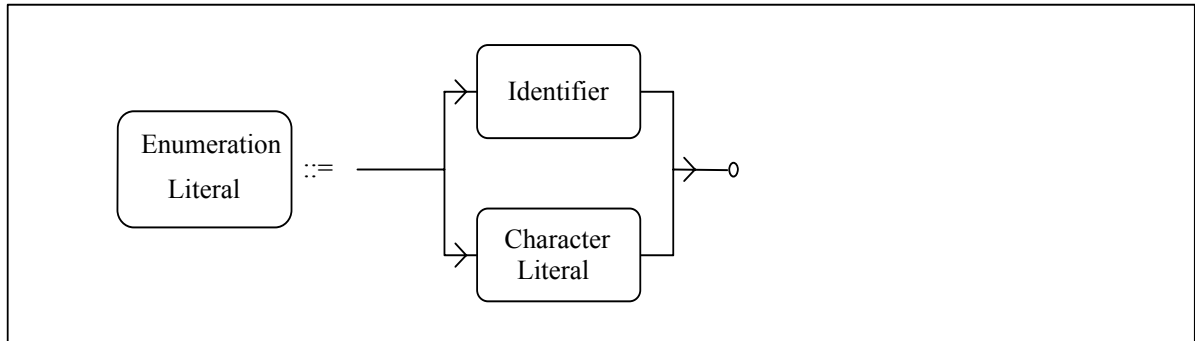 Enumeration
Literal
::=
Identifier
Character
Literal